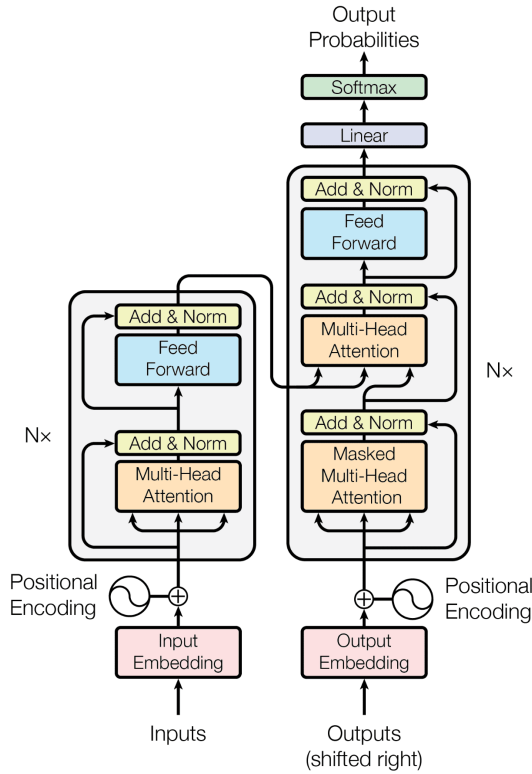 Output
Probabilities
Softmax
Linear
Add & Norm
Feed
Forward
Add & Norm
Multi-Head
Attention
Add & Norm
Masked
Multi-Head
Attention
N×
Add & Norm
Feed
Forward
Add & Norm
Multi-Head
Attention
N×
Positional
Encoding
Positional
Encoding
Input
Embedding
Output
Embedding
Inputs
Outputs
(shifted right)